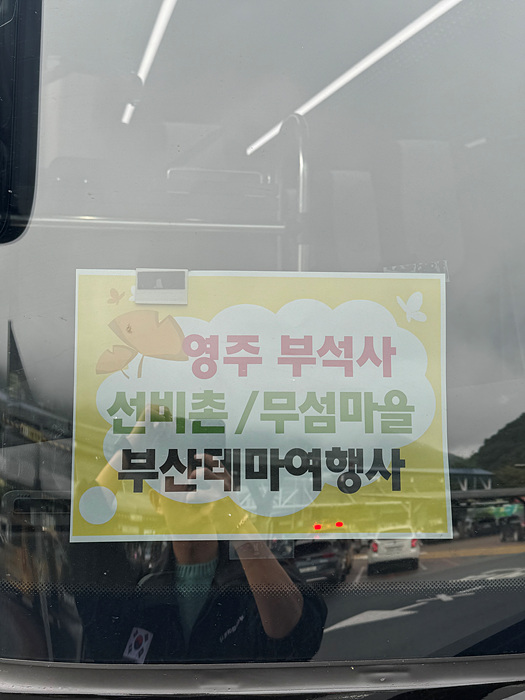 영주 부석사
선비촌 / 무섬마을
부산테마여행사